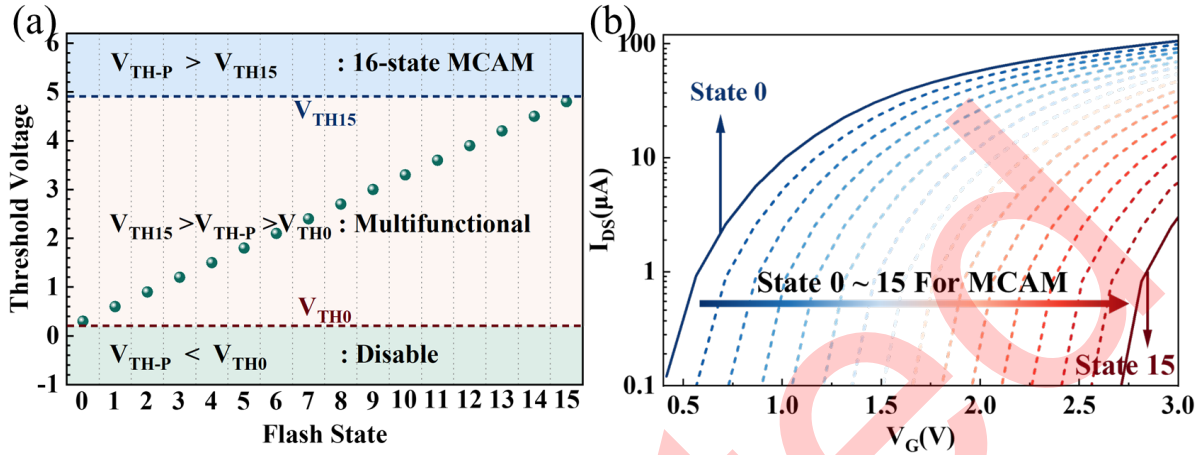 (a)
6
5
4
3
2
1
0
-1
Threshold Voltage
V_TH-P > V_TH15 : 16-state MCAM
V_TH15
V_TH15 >V_TH-P >V_TH0 : Multifunctional
V_TH0
V_TH-P < V_TH0 : Disable
0 1 2 3 4 5 6 7 8 9 10 11 12 13 14 15
Flash State
(b)
100
10
1
0.1
I_DS(μA)
State 0
State 0 ~ 15 For MCAM
State 15
0.5 1.0 1.5 2.0 2.5 3.0
V_G(V)